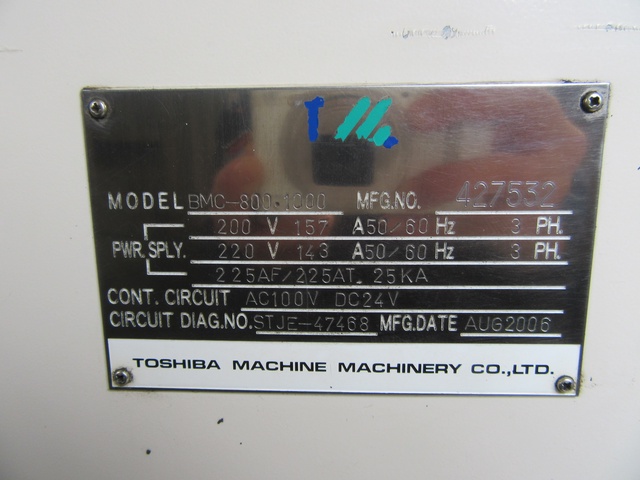 MODEL BMC-800·1000 MFG.NO. 427532
200 V 157 A 50/60 Hz 3 PH.
PWR. SPLY. 220 V 143 A 50/60 Hz 3 PH.
225AF/225AT. 25KA
CONT. CIRCUIT AC100V DC24V
CIRCUIT DIAG.NO. STJE-47468 MFG.DATE AUG2006
TOSHIBA MACHINE MACHINERY CO.,LTD.